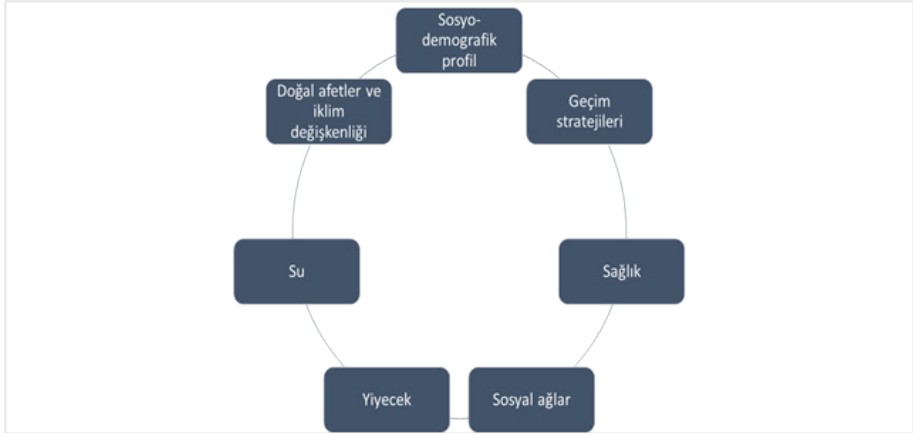 Sosyo-
demografik
profil
Geçim
stratejileri
Sağlık
Sosyal ağlar
Yiyecek
Su
Doğal afetler ve
iklim
değişkenliği